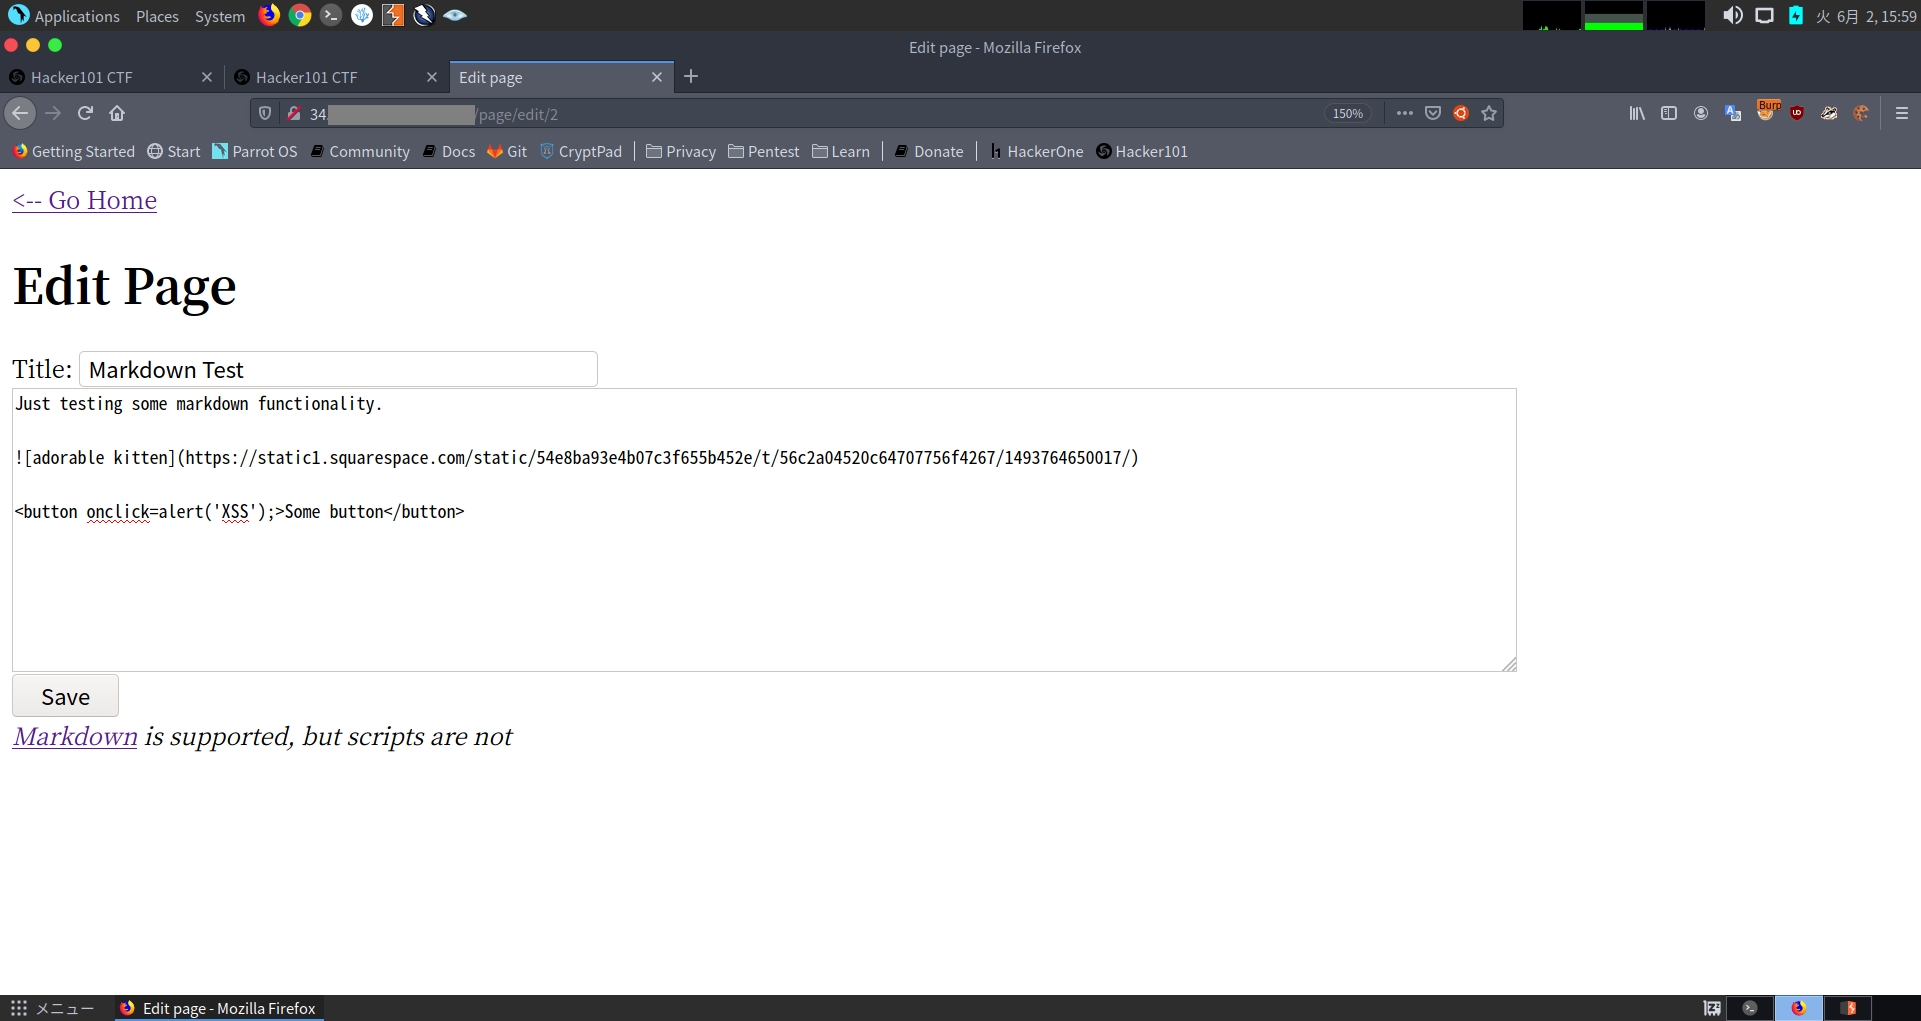 Applications Places System 火 6月 2, 15:59
Edit page - Mozilla Firefox
Hacker101 CTF Hacker101 CTF Edit page
34. /page/edit/2 150% Burp
Getting Started Start Parrot OS Community Docs Git CryptPad Privacy Pentest Learn Donate HackerOne Hacker101
<-- Go Home
Edit Page
Title: Markdown Test
Just testing some markdown functionality.
![adorable kitten](https://static1.squarespace.com/static/54e8ba93e4b07c3f655b452e/t/56c2a04520c64707756f4267/1493764650017/)
<button onclick=alert('XSS');>Some button</button>
Save
Markdown is supported, but scripts are not
メニュー Edit page - Mozilla Firefox